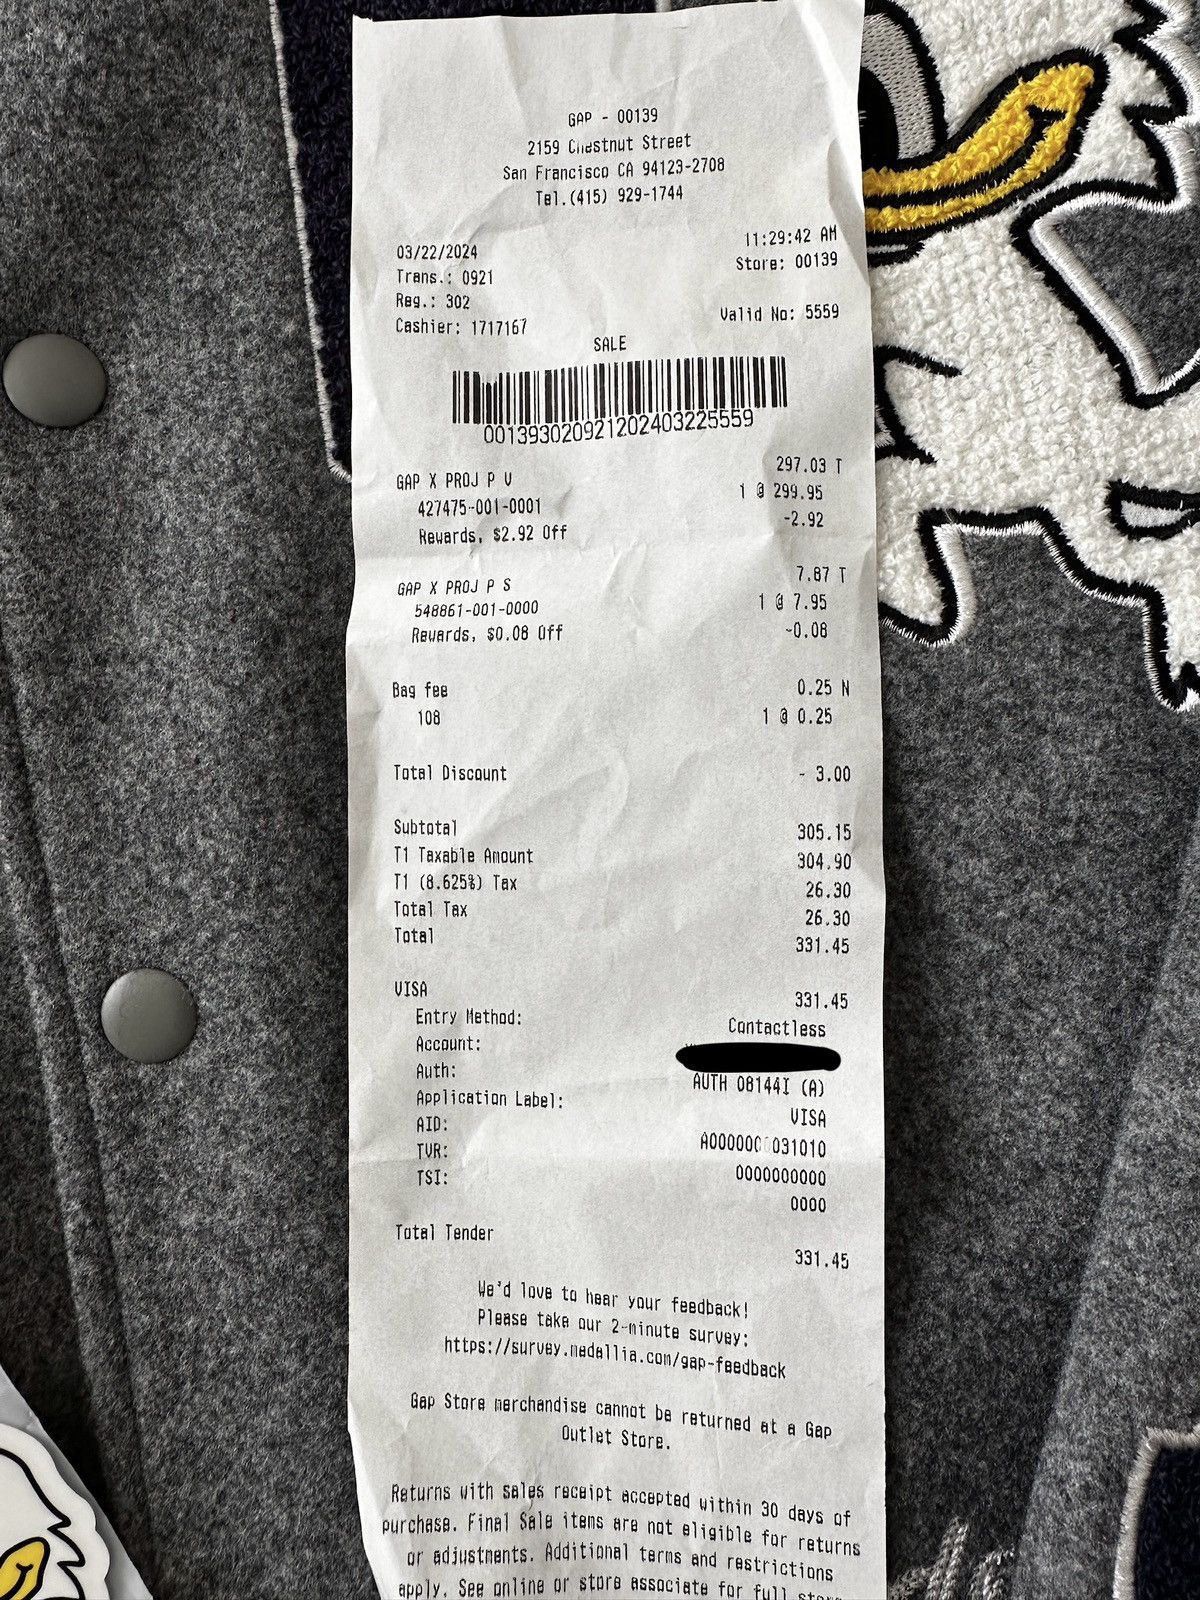 GAP - 00139
2159 Chestnut Street
San Francisco CA 94123-2708
Tel.(415) 929-1744
03/22/2024 11:29:42 AM
Trans.: 0921 Store: 00139
Reg.: 302
Cashier: 1717167 Valid No: 5559
SALE
0013930209212024032255​59
GAP X PROJ P V 297.03 T
427475-001-0001 1 @ 299.95
Rewards, $2.92 Off -2.92
GAP X PROJ P S 7.87 T
548861-001-0000 1 @ 7.95
Rewards, $0.08 Off -0.08
Bag fee 0.25 N
108 1 @ 0.25
Total Discount - 3.00
Subtotal 305.15
T1 Taxable Amount 304.90
T1 (8.625%) Tax 26.30
Total Tax 26.30
Total 331.45
VISA 331.45
Entry Method: Contactless
Account:
Auth: AUTH 08144I (A)
Application Label: VISA
AID: A000000 031010
TVR: 0000000000
TSI: 0000
Total Tender 331.45
We'd love to hear your feedback!
Please take our 2-minute survey:
https://survey.medallia.com/gap-feedback
Gap Store merchandise cannot be returned at a Gap
Outlet Store.
Returns with sales receipt accepted within 30 days of
purchase. Final Sale items are not eligible for returns
or adjustments. Additional terms and restrictions
apply. See online or store associate for full